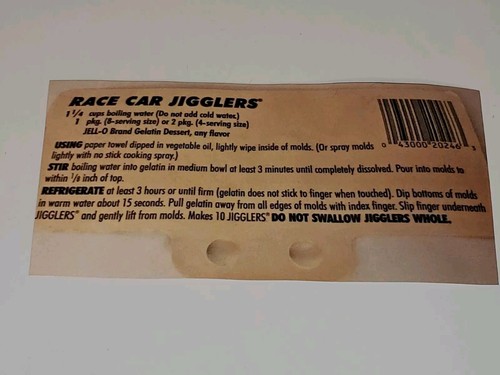 RACE CAR JIGGLERS®
1 1/4 cups boiling water (Do not add cold water.)
1 pkg. (8-serving size) or 2 pkg. (4-serving size)
JELL-O Brand Gelatin Dessert, any flavor
USING paper towel dipped in vegetable oil, lightly wipe inside of molds. (Or spray molds
lightly with no stick cooking spray.)
STIR boiling water into gelatin in medium bowl at least 3 minutes until completely dissolved. Pour into molds to
within 1/8 inch of top.
REFRIGERATE at least 3 hours or until firm (gelatin does not stick to finger when touched). Dip bottoms of molds
in warm water about 15 seconds. Pull gelatin away from all edges of molds with index finger. Slip finger underneath
JIGGLERS® and gently lift from molds. Makes 10 JIGGLERS® DO NOT SWALLOW JIGGLERS WHOLE.
0 43000 20246 3